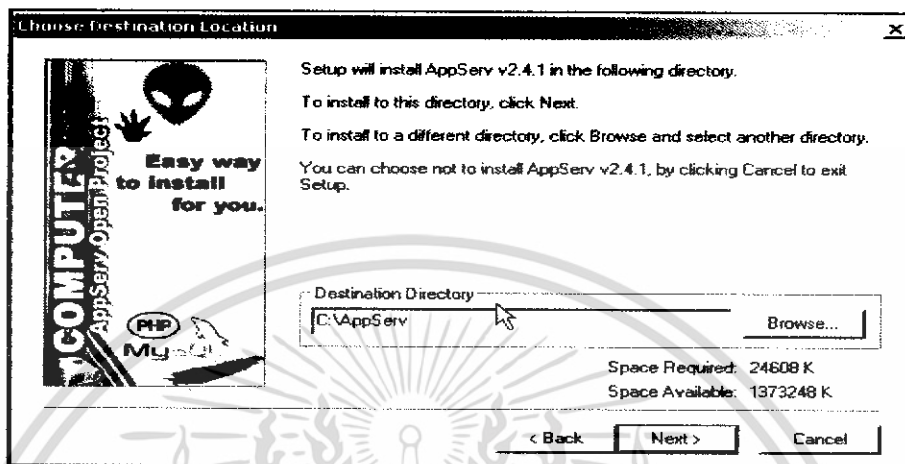 Choose Destination Location
Setup will install AppServ v2.4.1 in the following directory.
To install to this directory, click Next.
To install to a different directory, click Browse and select another directory.
You can choose not to install AppServ v2.4.1, by clicking Cancel to exit
Setup.
COMPUTER
AppServ Open Project
Easy way
to install
for you.
PHP
Destination Directory
C:\AppServ
Browse...
Space Required: 24608 K
Space Available: 1373248 K
< Back
Next >
Cancel